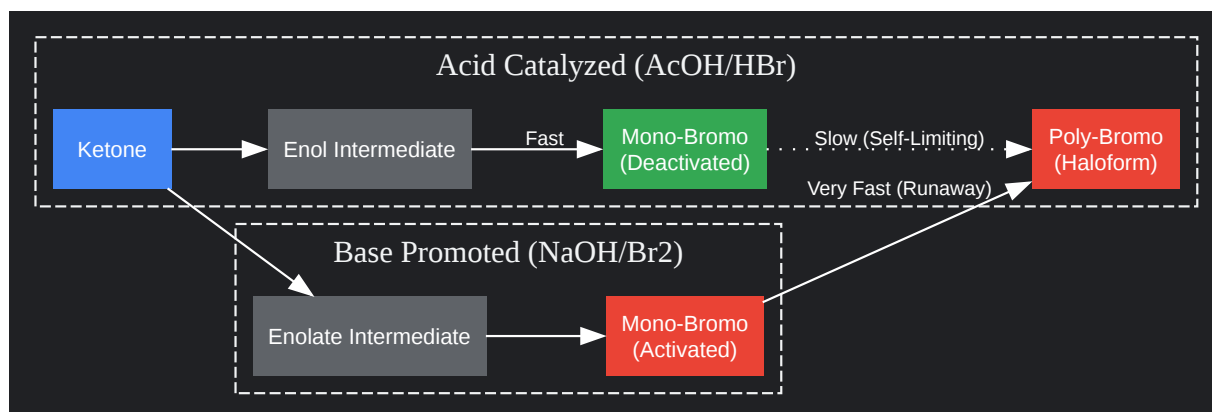 Acid Catalyzed (AcOH/HBr)
Ketone
Enol Intermediate
Fast
Mono-Bromo
(Deactivated)
Slow (Self-Limiting)
Poly-Bromo
(Haloform)
Very Fast (Runaway)
Base Promoted (NaOH/Br2)
Enolate Intermediate
Mono-Bromo
(Activated)